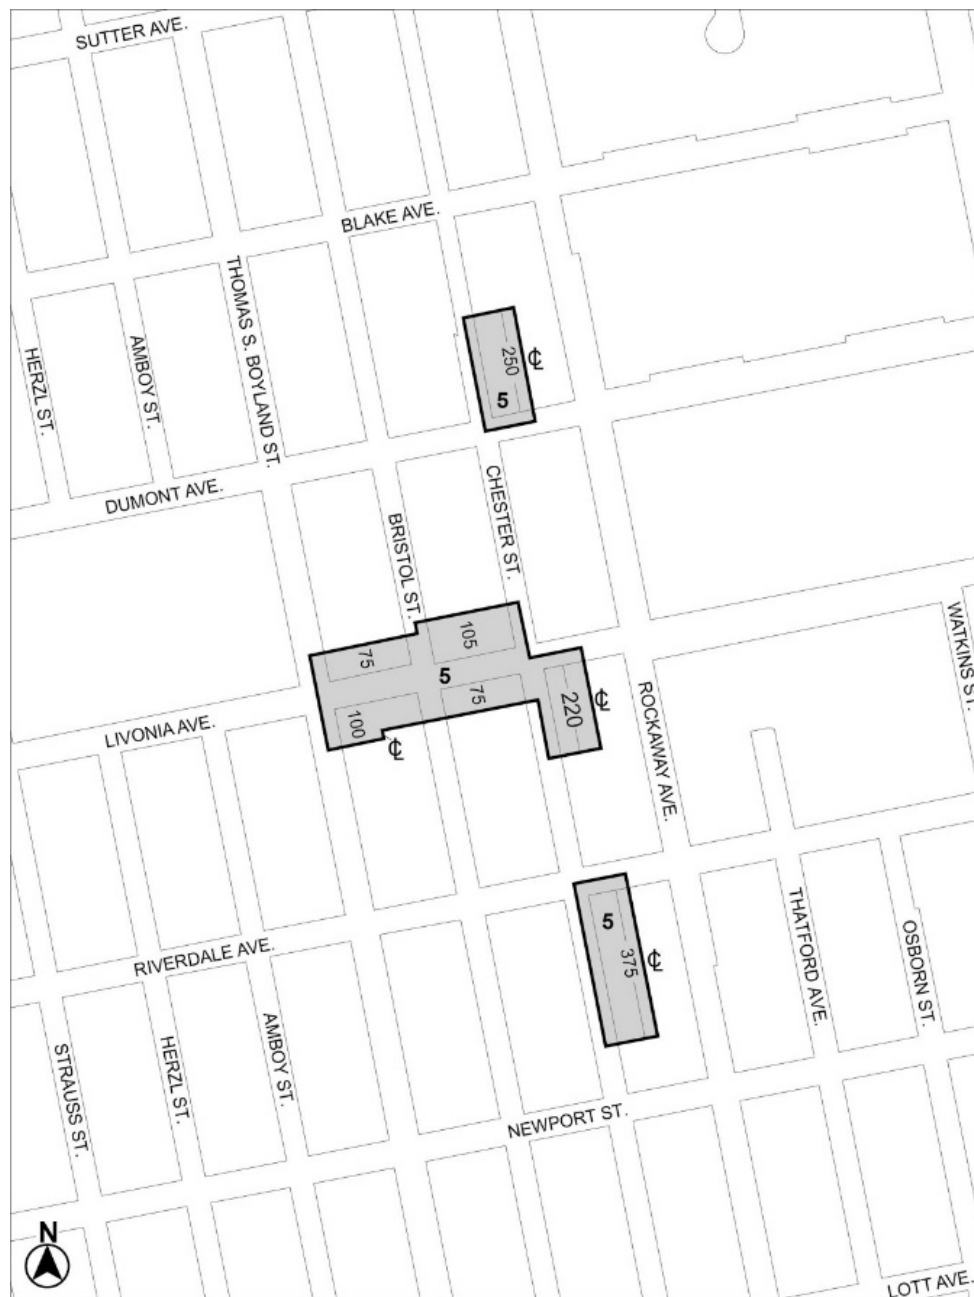 SUTTER AVE.
BLAKE AVE.
THOMAS S. BOYLAND ST.
HERZL ST.
AMBOY ST.
250
℄
5
DUMONT AVE.
CHESTER ST.
BRISTOL ST.
WATKINS ST.
105
75
5
75
220
℄
100
℄
ROCKAWAY AVE.
LIVONIA AVE.
5
375
℄
THATFORD AVE.
OSBORN ST.
RIVERDALE AVE.
STRAUSS ST.
HERZL ST.
AMBOY ST.
NEWPORT ST.
N
LOTT AVE.